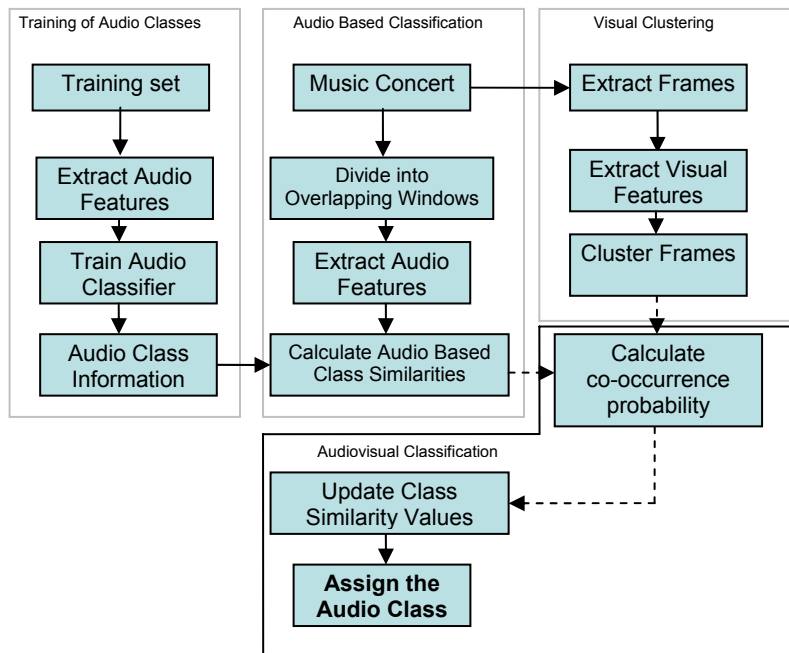 Training of Audio Classes
Training set
Extract Audio
Features
Train Audio
Classifier
Audio Class
Information
Audio Based Classification
Music Concert
Divide into
Overlapping Windows
Extract Audio
Features
Calculate Audio Based
Class Similarities
Visual Clustering
Extract Frames
Extract Visual
Features
Cluster Frames
Calculate
co-occurrence
probability
Audiovisual Classification
Update Class
Similarity Values
Assign the
Audio Class